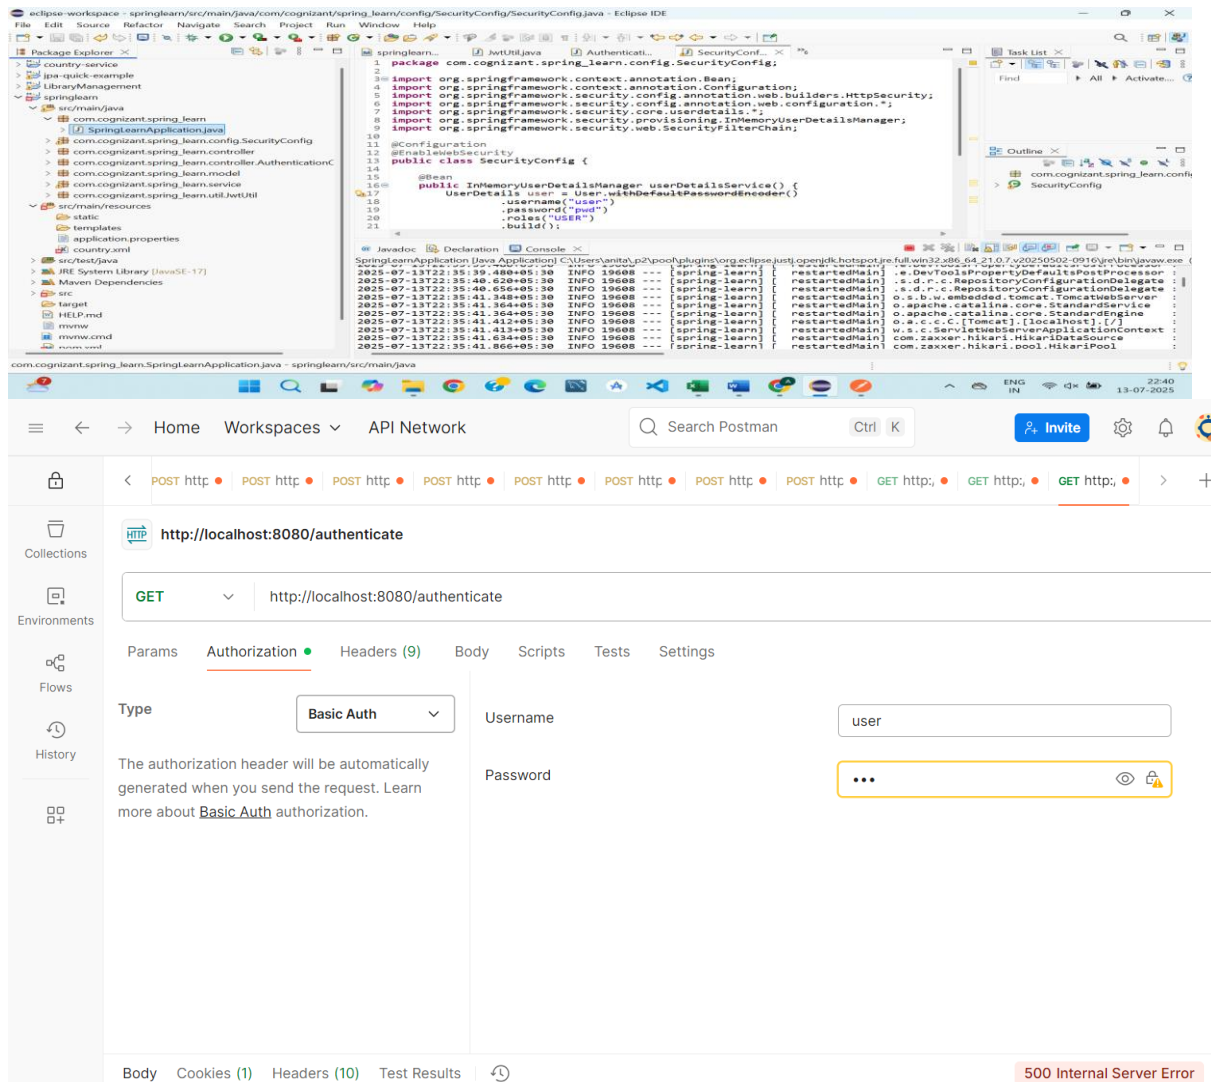 eclipse-workspace - springlearn/src/main/java/com/cognizant/spring_learn/config/SecurityConfig/SecurityConfig.java - Eclipse IDE
File Edit Source Refactor Navigate Search Project Run Window Help
Package Explorer
country-service
jpa-quick-example
LibraryManagement
springlearn
src/main/java
com.cognizant.spring_learn
SpringLearnApplication.java
com.cognizant.spring_learn.config.SecurityConfig
com.cognizant.spring_learn.controller
com.cognizant.spring_learn.controller.AuthenticationC
com.cognizant.spring_learn.model
com.cognizant.spring_learn.service
com.cognizant.spring_learn.util.JwtUtil
src/main/resources
static
templates
application.properties
country.xml
src/test/java
JRE System Library [JavaSE-17]
Maven Dependencies
src
target
HELP.md
mvnw
mvnw.cmd
pom.xml
springlearn... JwtUtil.java Authenticati... SecurityConf...
1 package com.cognizant.spring_learn.config.SecurityConfig;
2
3 import org.springframework.context.annotation.Bean;
4 import org.springframework.context.annotation.Configuration;
5 import org.springframework.security.config.annotation.web.builders.HttpSecurity;
6 import org.springframework.security.config.annotation.web.configuration.*;
7 import org.springframework.security.core.userdetails.*;
8 import org.springframework.security.provisioning.InMemoryUserDetailsManager;
9 import org.springframework.security.web.SecurityFilterChain;
10
11 @Configuration
12 @EnableWebSecurity
13 public class SecurityConfig {
14
15 @Bean
16 public InMemoryUserDetailsManager userDetailsService() {
17 UserDetails user = User.withDefaultPasswordEncoder()
18 .username("user")
19 .password("pwd")
20 .roles("USER")
21 .build();
Task List
Find All Activate...
Outline
com.cognizant.spring_learn.config
SecurityConfig
Javadoc Declaration Console
SpringLearnApplication [Java Application] C:\Users\anita\.p2\pool\plugins\org.eclipse.justj.openjdk.hotspot.jre.full.win32.x86_64_21.0.7.v20250502-0916\jre\bin\javaw.exe (
2025-07-13T22:35:39.480+05:30 INFO 19608 --- [spring-learn] [ restartedMain] .e.DevToolsPropertyDefaultsPostProcessor :
2025-07-13T22:35:40.620+05:30 INFO 19608 --- [spring-learn] [ restartedMain] .s.d.r.c.RepositoryConfigurationDelegate :
2025-07-13T22:35:40.656+05:30 INFO 19608 --- [spring-learn] [ restartedMain] .s.d.r.c.RepositoryConfigurationDelegate :
2025-07-13T22:35:41.348+05:30 INFO 19608 --- [spring-learn] [ restartedMain] o.s.b.w.embedded.tomcat.TomcatWebServer :
2025-07-13T22:35:41.364+05:30 INFO 19608 --- [spring-learn] [ restartedMain] o.apache.catalina.core.StandardService :
2025-07-13T22:35:41.364+05:30 INFO 19608 --- [spring-learn] [ restartedMain] o.apache.catalina.core.StandardEngine :
2025-07-13T22:35:41.412+05:30 INFO 19608 --- [spring-learn] [ restartedMain] o.a.c.c.C.[Tomcat].[localhost].[/] :
2025-07-13T22:35:41.413+05:30 INFO 19608 --- [spring-learn] [ restartedMain] w.s.c.ServletWebServerApplicationContext :
2025-07-13T22:35:41.634+05:30 INFO 19608 --- [spring-learn] [ restartedMain] com.zaxxer.hikari.HikariDataSource :
2025-07-13T22:35:41.866+05:30 INFO 19608 --- [spring-learn] [ restartedMain] com.zaxxer.hikari.pool.HikariPool :
com.cognizant.spring_learn.SpringLearnApplication.java - springlearn/src/main/java
7
ENG
IN
22:40
13-07-2025
Home Workspaces API Network
Search Postman Ctrl K
Invite
POST http POST http POST http POST http POST http POST http POST http POST http GET http:/ GET http:/ GET http:/
Collections
Environments
Flows
History
HTTP http://localhost:8080/authenticate
GET http://localhost:8080/authenticate
Params Authorization Headers (9) Body Scripts Tests Settings
Type Basic Auth
The authorization header will be automatically
generated when you send the request. Learn
more about Basic Auth authorization.
Username user
Password
Body Cookies (1) Headers (10) Test Results
500 Internal Server Error